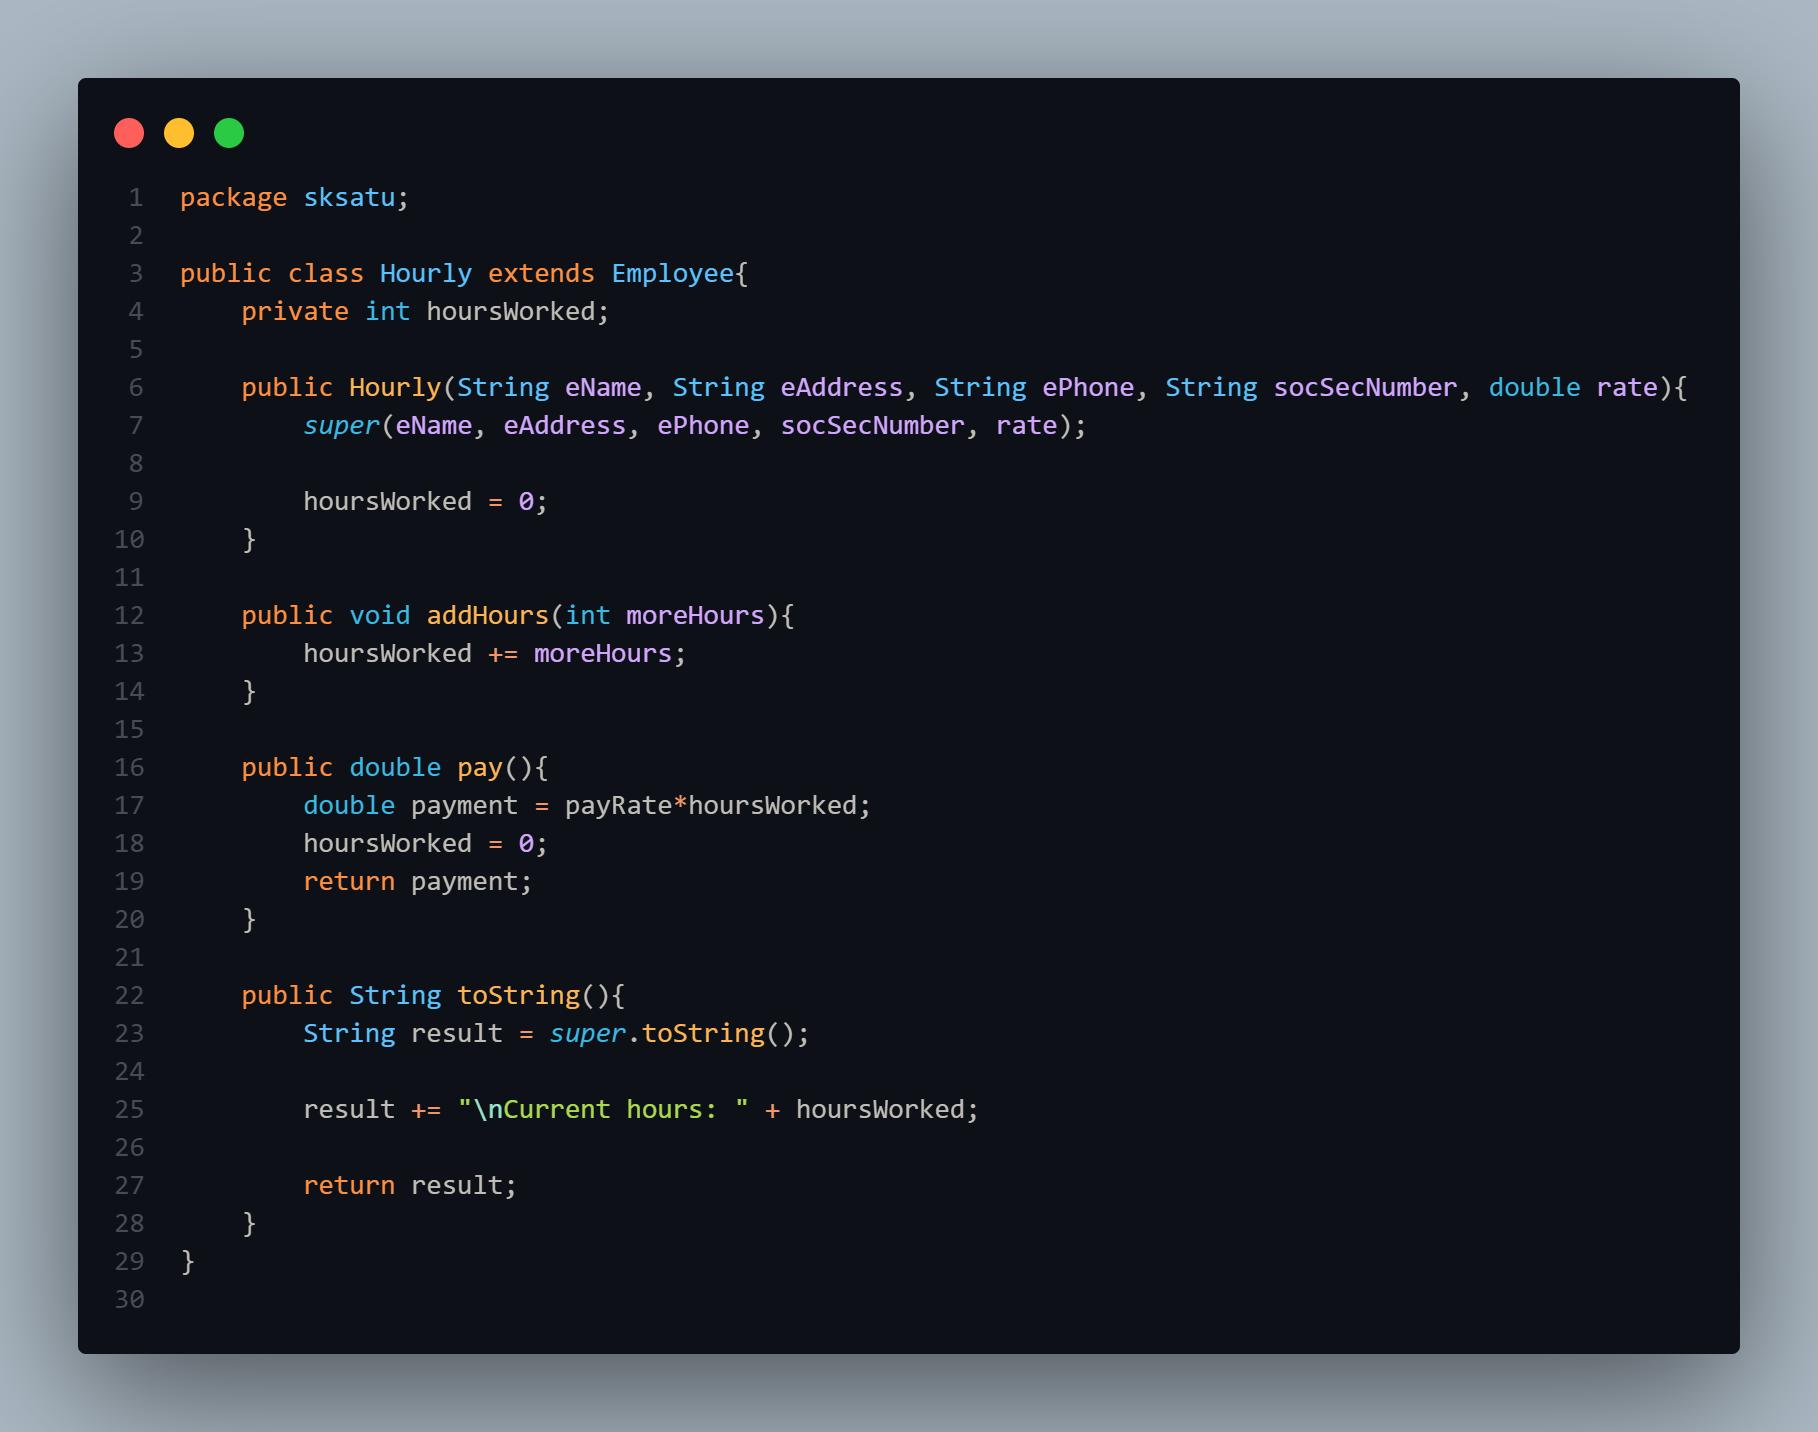 1 package sksatu;
2
3 public class Hourly extends Employee{
4     private int hoursWorked;
5
6     public Hourly(String eName, String eAddress, String ePhone, String socSecNumber, double rate){
7         super(eName, eAddress, ePhone, socSecNumber, rate);
8
9         hoursWorked = 0;
10     }
11
12     public void addHours(int moreHours){
13         hoursWorked += moreHours;
14     }
15
16     public double pay(){
17         double payment = payRate*hoursWorked;
18         hoursWorked = 0;
19         return payment;
20     }
21
22     public String toString(){
23         String result = super.toString();
24
25         result += "\nCurrent hours: " + hoursWorked;
26
27         return result;
28     }
29 }
30